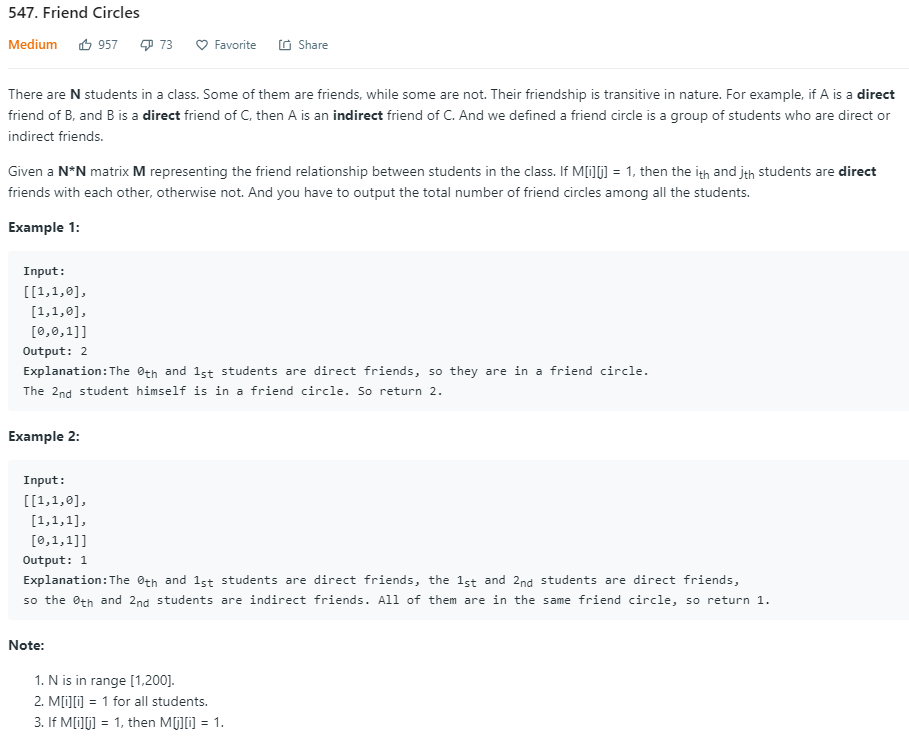 547. Friend Circles
Medium 957 73 Favorite Share
There are N students in a class. Some of them are friends, while some are not. Their friendship is transitive in nature. For example, if A is a direct
friend of B, and B is a direct friend of C, then A is an indirect friend of C. And we defined a friend circle is a group of students who are direct or
indirect friends.
Given a N*N matrix M representing the friend relationship between students in the class. If M[i][j] = 1, then the ith and jth students are direct
friends with each other, otherwise not. And you have to output the total number of friend circles among all the students.
Example 1:
Input:
[[1,1,0],
[1,1,0],
[0,0,1]]
Output: 2
Explanation:The 0th and 1st students are direct friends, so they are in a friend circle.
The 2nd student himself is in a friend circle. So return 2.
Example 2:
Input:
[[1,1,0],
[1,1,1],
[0,1,1]]
Output: 1
Explanation:The 0th and 1st students are direct friends, the 1st and 2nd students are direct friends,
so the 0th and 2nd students are indirect friends. All of them are in the same friend circle, so return 1.
Note:
1. N is in range [1,200].
2. M[i][i] = 1 for all students.
3. If M[i][j] = 1, then M[j][i] = 1.